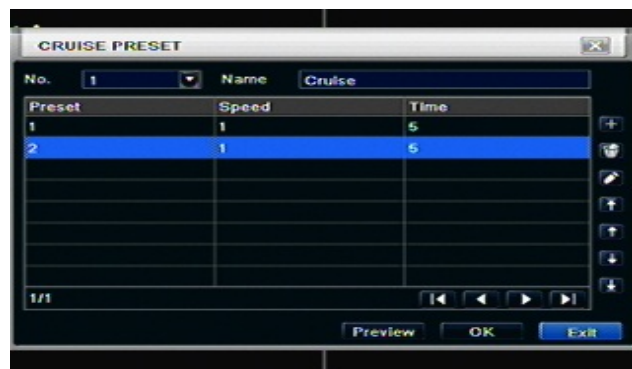 CRUISE PRESET
No. 1 Name Cruise
Preset Speed Time
1 1 5
2 1 5
1/1
Preview OK Exit